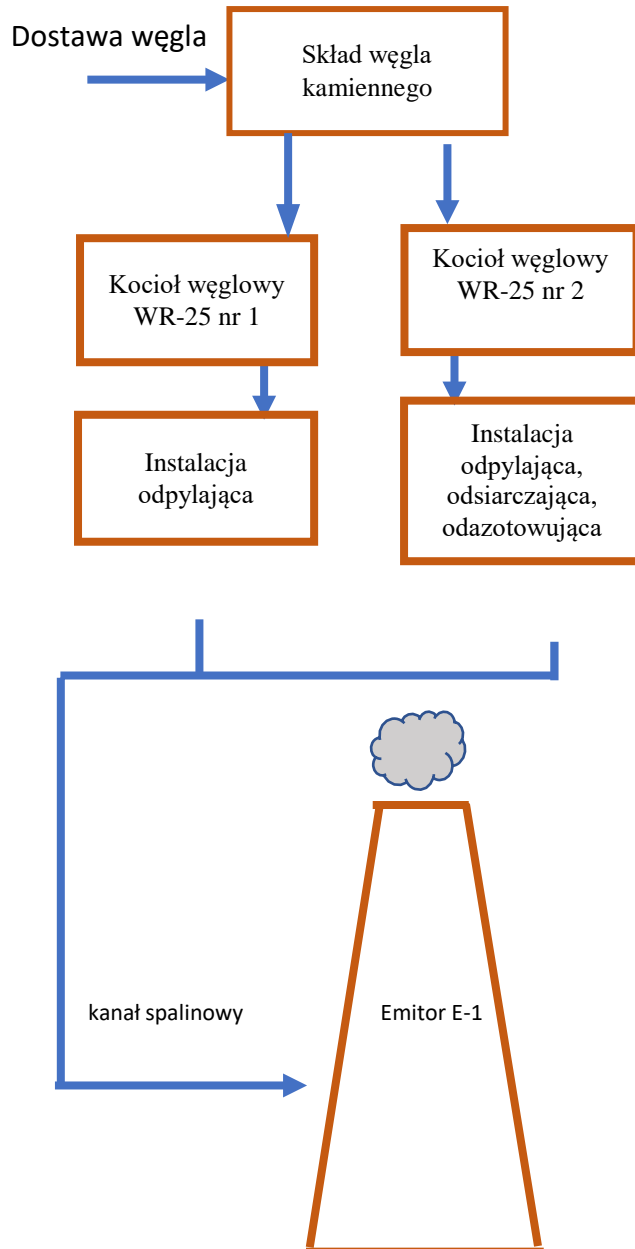 Dostawa węgla
Skład węgla
kamiennego
Kocioł węglowy
WR-25 nr 1
Kocioł węglowy
WR-25 nr 2
Instalacja
odpylająca
Instalacja
odpylająca,
odsiarczająca,
odazotowująca
kanał spalinowy
Emitor E-1